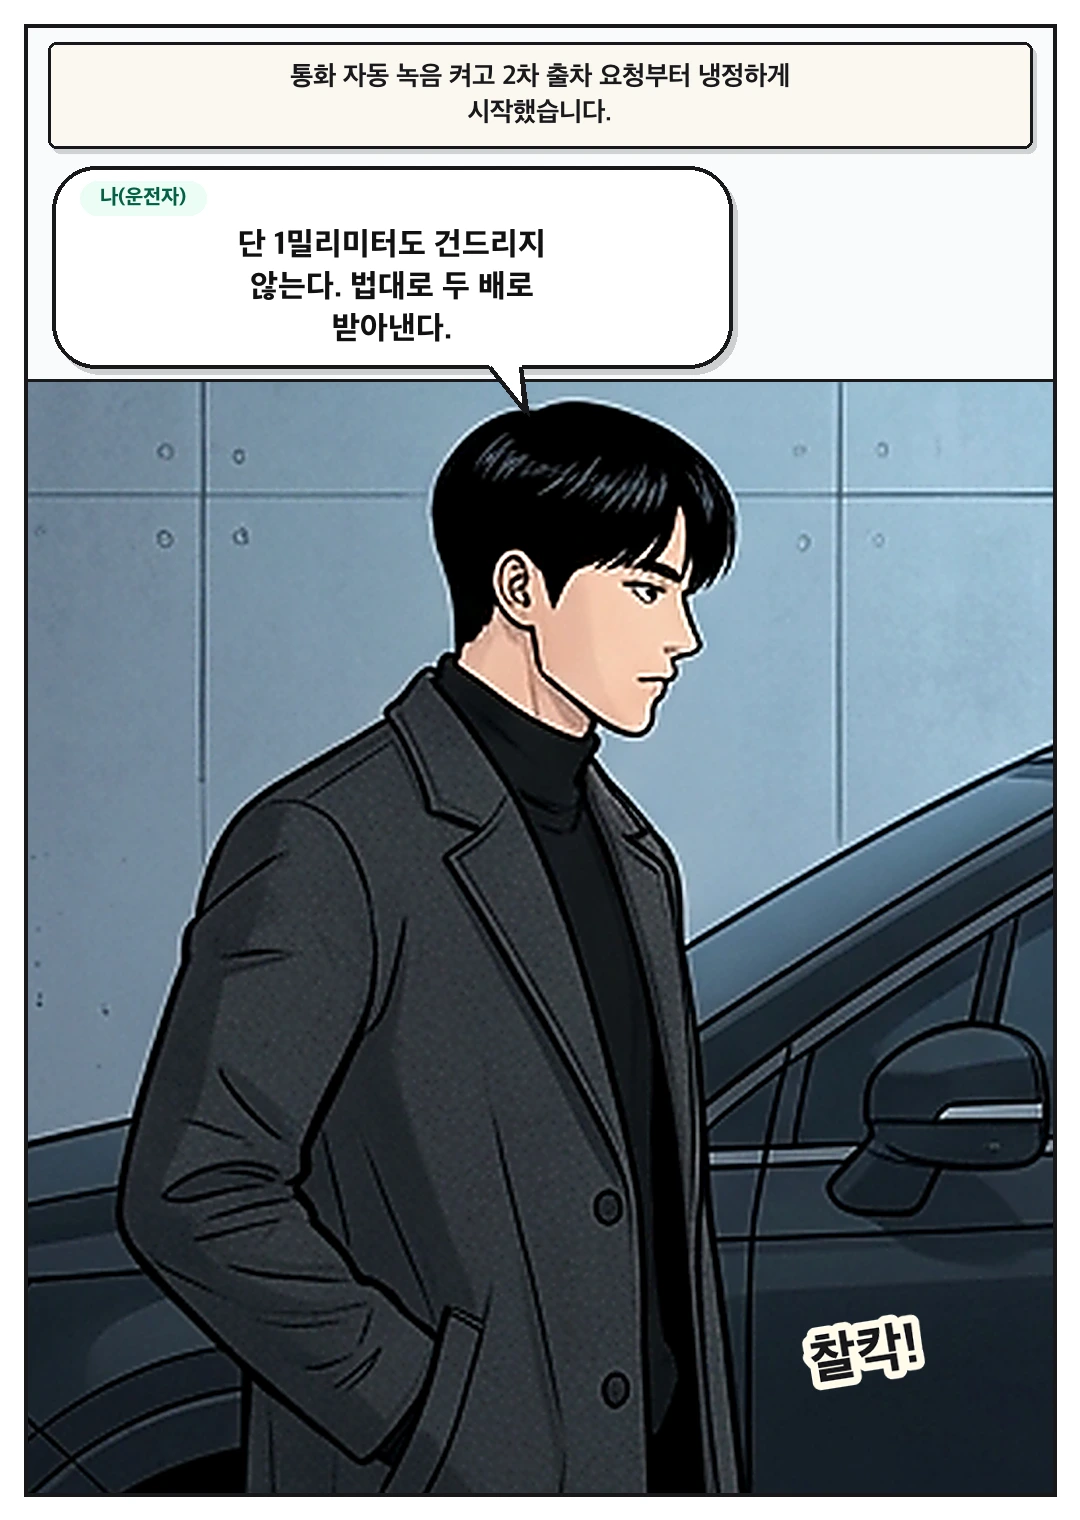 통화 자동 녹음 켜고 2차 출차 요청부터 냉정하게
시작했습니다.
나(운전자)
단 1밀리미터도 건드리지
않는다. 법대로 두 배로
받아낸다.
찰칵!